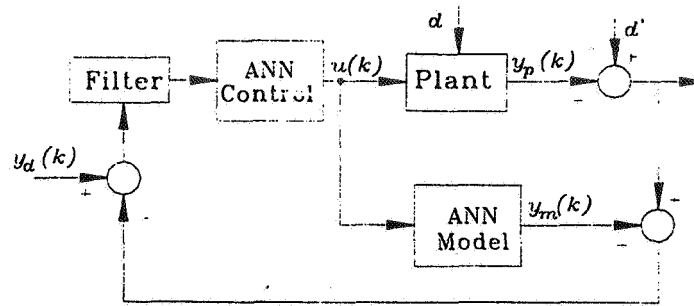 d
d'
Filter
ANN
Control
u(k)
Plant
y_p(k)
+
−
y_d(k)
+
−
ANN
Model
y_m(k)
+
−